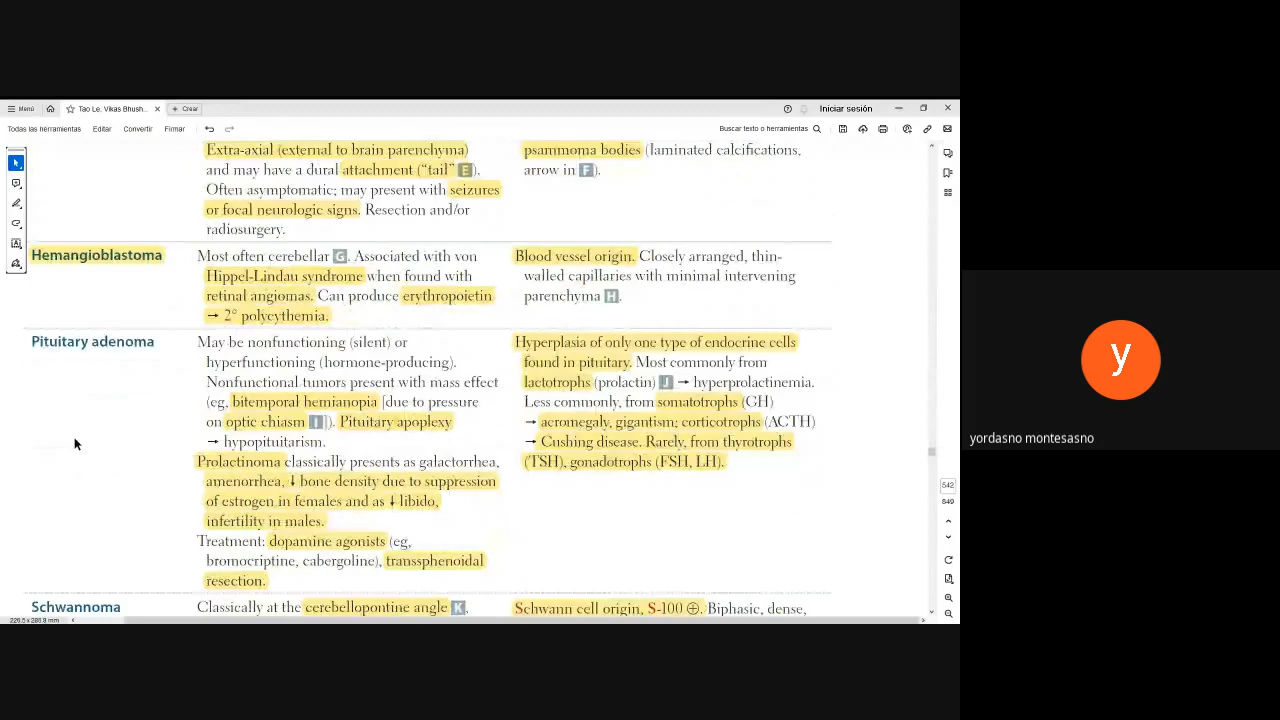 Menú
Tao Le, Vikas Bhush...
Crear
Iniciar sesión
Todas las herramientas
Editar
Convertir
Firmar
Buscar texto o herramientas
Extra-axial (external to brain parenchyma)
and may have a dural attachment (“tail” E).
Often asymptomatic; may present with seizures
or focal neurologic signs. Resection and/or
radiosurgery.
psammoma bodies (laminated calcifications,
arrow in F).
Hemangioblastoma
Most often cerebellar G. Associated with von
Hippel-Lindau syndrome when found with
retinal angiomas. Can produce erythropoietin
→ 2° polycythemia.
Blood vessel origin. Closely arranged, thin-
walled capillaries with minimal intervening
parenchyma H.
Pituitary adenoma
May be nonfunctioning (silent) or
hyperfunctioning (hormone-producing).
Nonfunctional tumors present with mass effect
(eg, bitemporal hemianopia [due to pressure
on optic chiasm I]). Pituitary apoplexy
→ hypopituitarism.
Prolactinoma classically presents as galactorrhea,
amenorrhea, ↓ bone density due to suppression
of estrogen in females and as ↓ libido,
infertility in males.
Treatment: dopamine agonists (eg,
bromocriptine, cabergoline), transsphenoidal
resection.
Hyperplasia of only one type of endocrine cells
found in pituitary. Most commonly from
lactotrophs (prolactin) J → hyperprolactinemia.
Less commonly, from somatotrophs (GH)
→ acromegaly, gigantism; corticotrophs (ACTH)
→ Cushing disease. Rarely, from thyrotrophs
(TSH), gonadotrophs (FSH, LH).
Schwannoma
Classically at the cerebellopontine angle K,
Schwann cell origin, S-100 ⊕. Biphasic, dense,
542
849
226.5 x 286.8 mm
y
yordasno montesasno